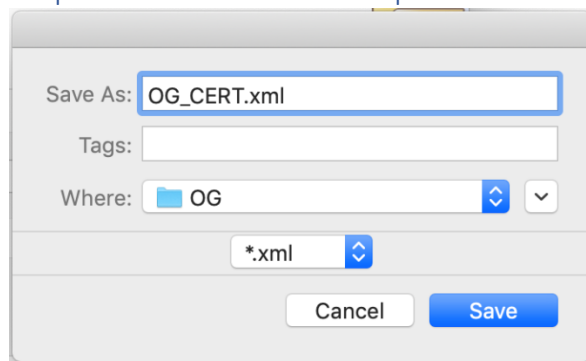 Save As: OG_CERT.xml
Tags:
Where: OG
*.xml
Cancel Save